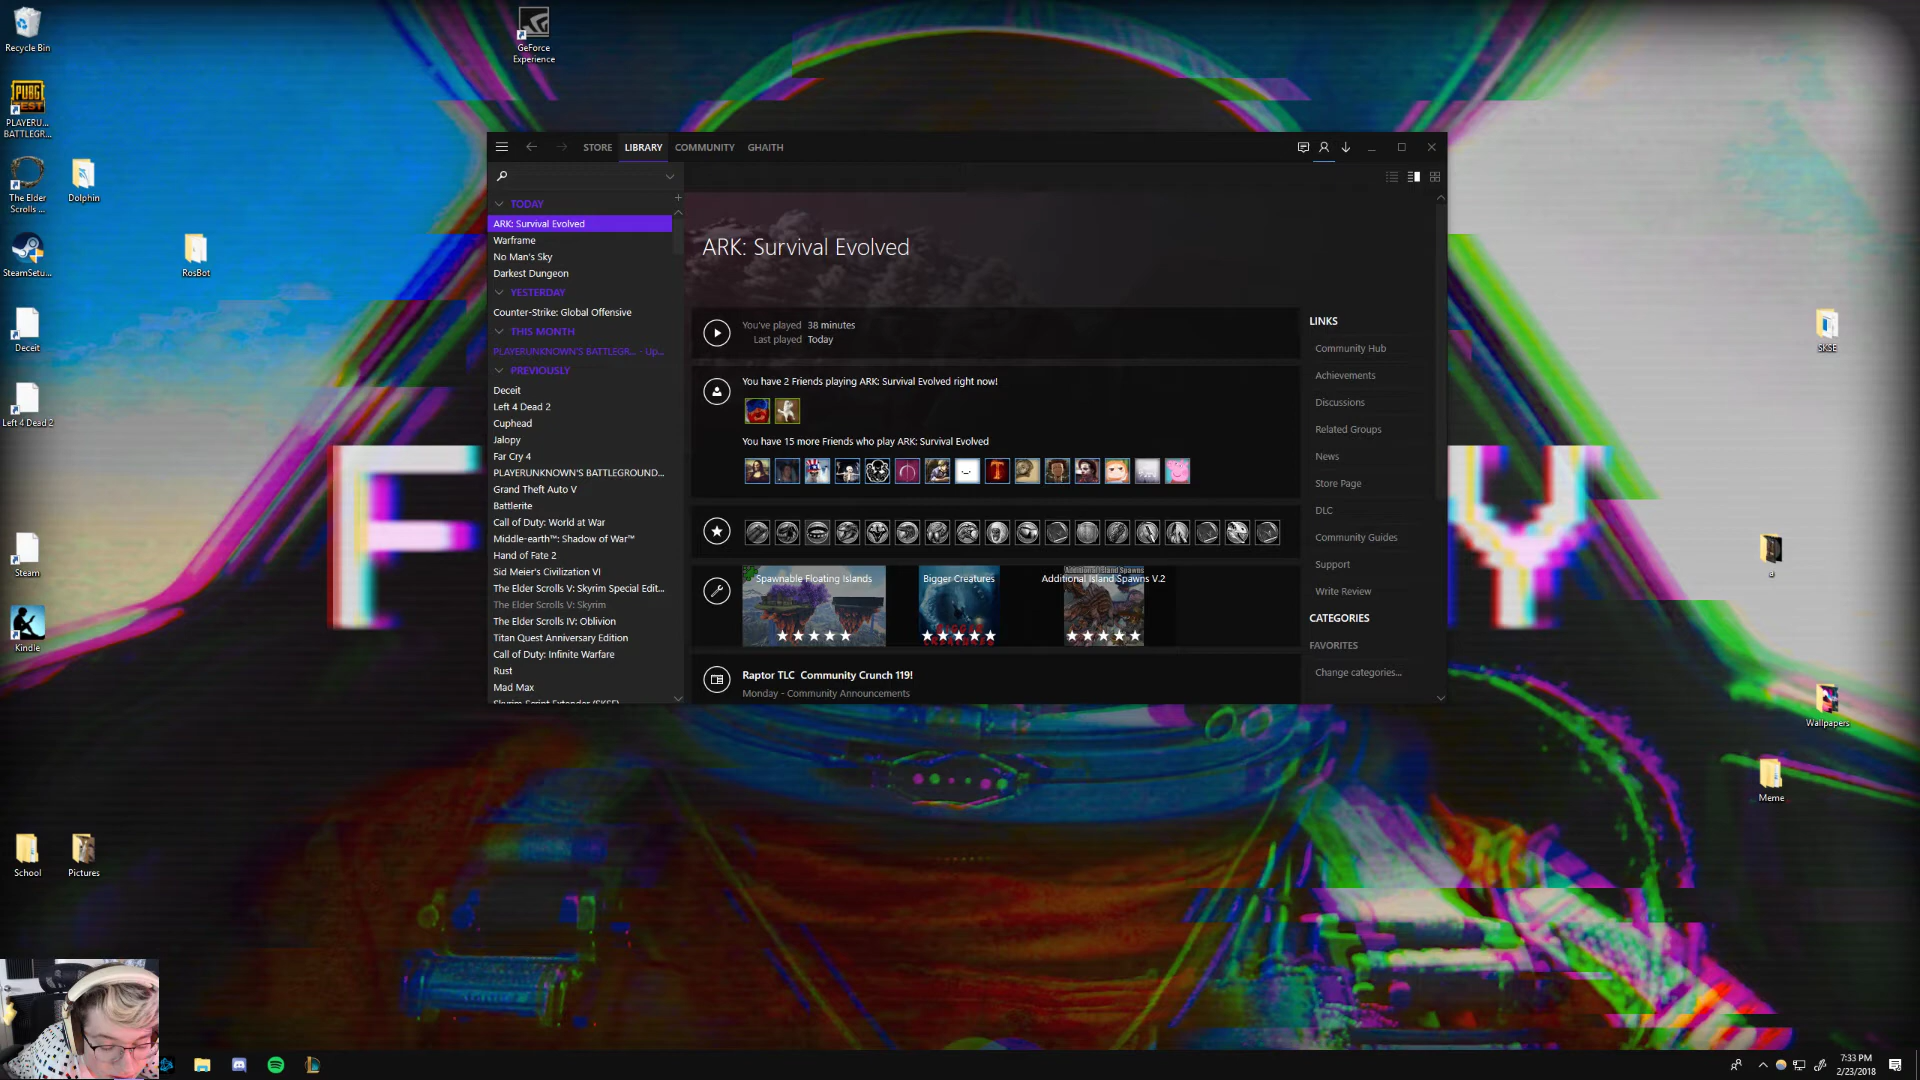 Recycle Bin
GeForce
Experience
PUBG
TEST
PLAYERU...
BATTLEGR...
The Elder
Scrolls ...
Dolphin
SteamSetu...
RosBot
Deceit
Left 4 Dead 2
Steam
Kindle
School
Pictures
SKSE
a
Wallpapers
Meme
F
Y
STORE
LIBRARY
COMMUNITY
GHAITH
TODAY
ARK: Survival Evolved
Warframe
No Man's Sky
Darkest Dungeon
YESTERDAY
Counter-Strike: Global Offensive
THIS MONTH
PLAYERUNKNOWN'S BATTLEGR... - Up...
PREVIOUSLY
Deceit
Left 4 Dead 2
Cuphead
Jalopy
Far Cry 4
PLAYERUNKNOWN'S BATTLEGROUND...
Grand Theft Auto V
Battlerite
Call of Duty: World at War
Middle-earth™: Shadow of War™
Hand of Fate 2
Sid Meier's Civilization VI
The Elder Scrolls V: Skyrim Special Edit...
The Elder Scrolls V: Skyrim
The Elder Scrolls IV: Oblivion
Titan Quest Anniversary Edition
Call of Duty: Infinite Warfare
Rust
Mad Max
Skyrim Script Extender (SKSE)
ARK: Survival Evolved
You've played 38 minutes
Last played Today
You have 2 Friends playing ARK: Survival Evolved right now!
You have 15 more Friends who play ARK: Survival Evolved
Spawnable Floating Islands
Bigger Creatures
Additional Island Spawns V.2
Raptor TLC Community Crunch 119!
Monday - Community Announcements
LINKS
Community Hub
Achievements
Discussions
Related Groups
News
Store Page
DLC
Community Guides
Support
Write Review
CATEGORIES
FAVORITES
Change categories...
7:33 PM
2/23/2018